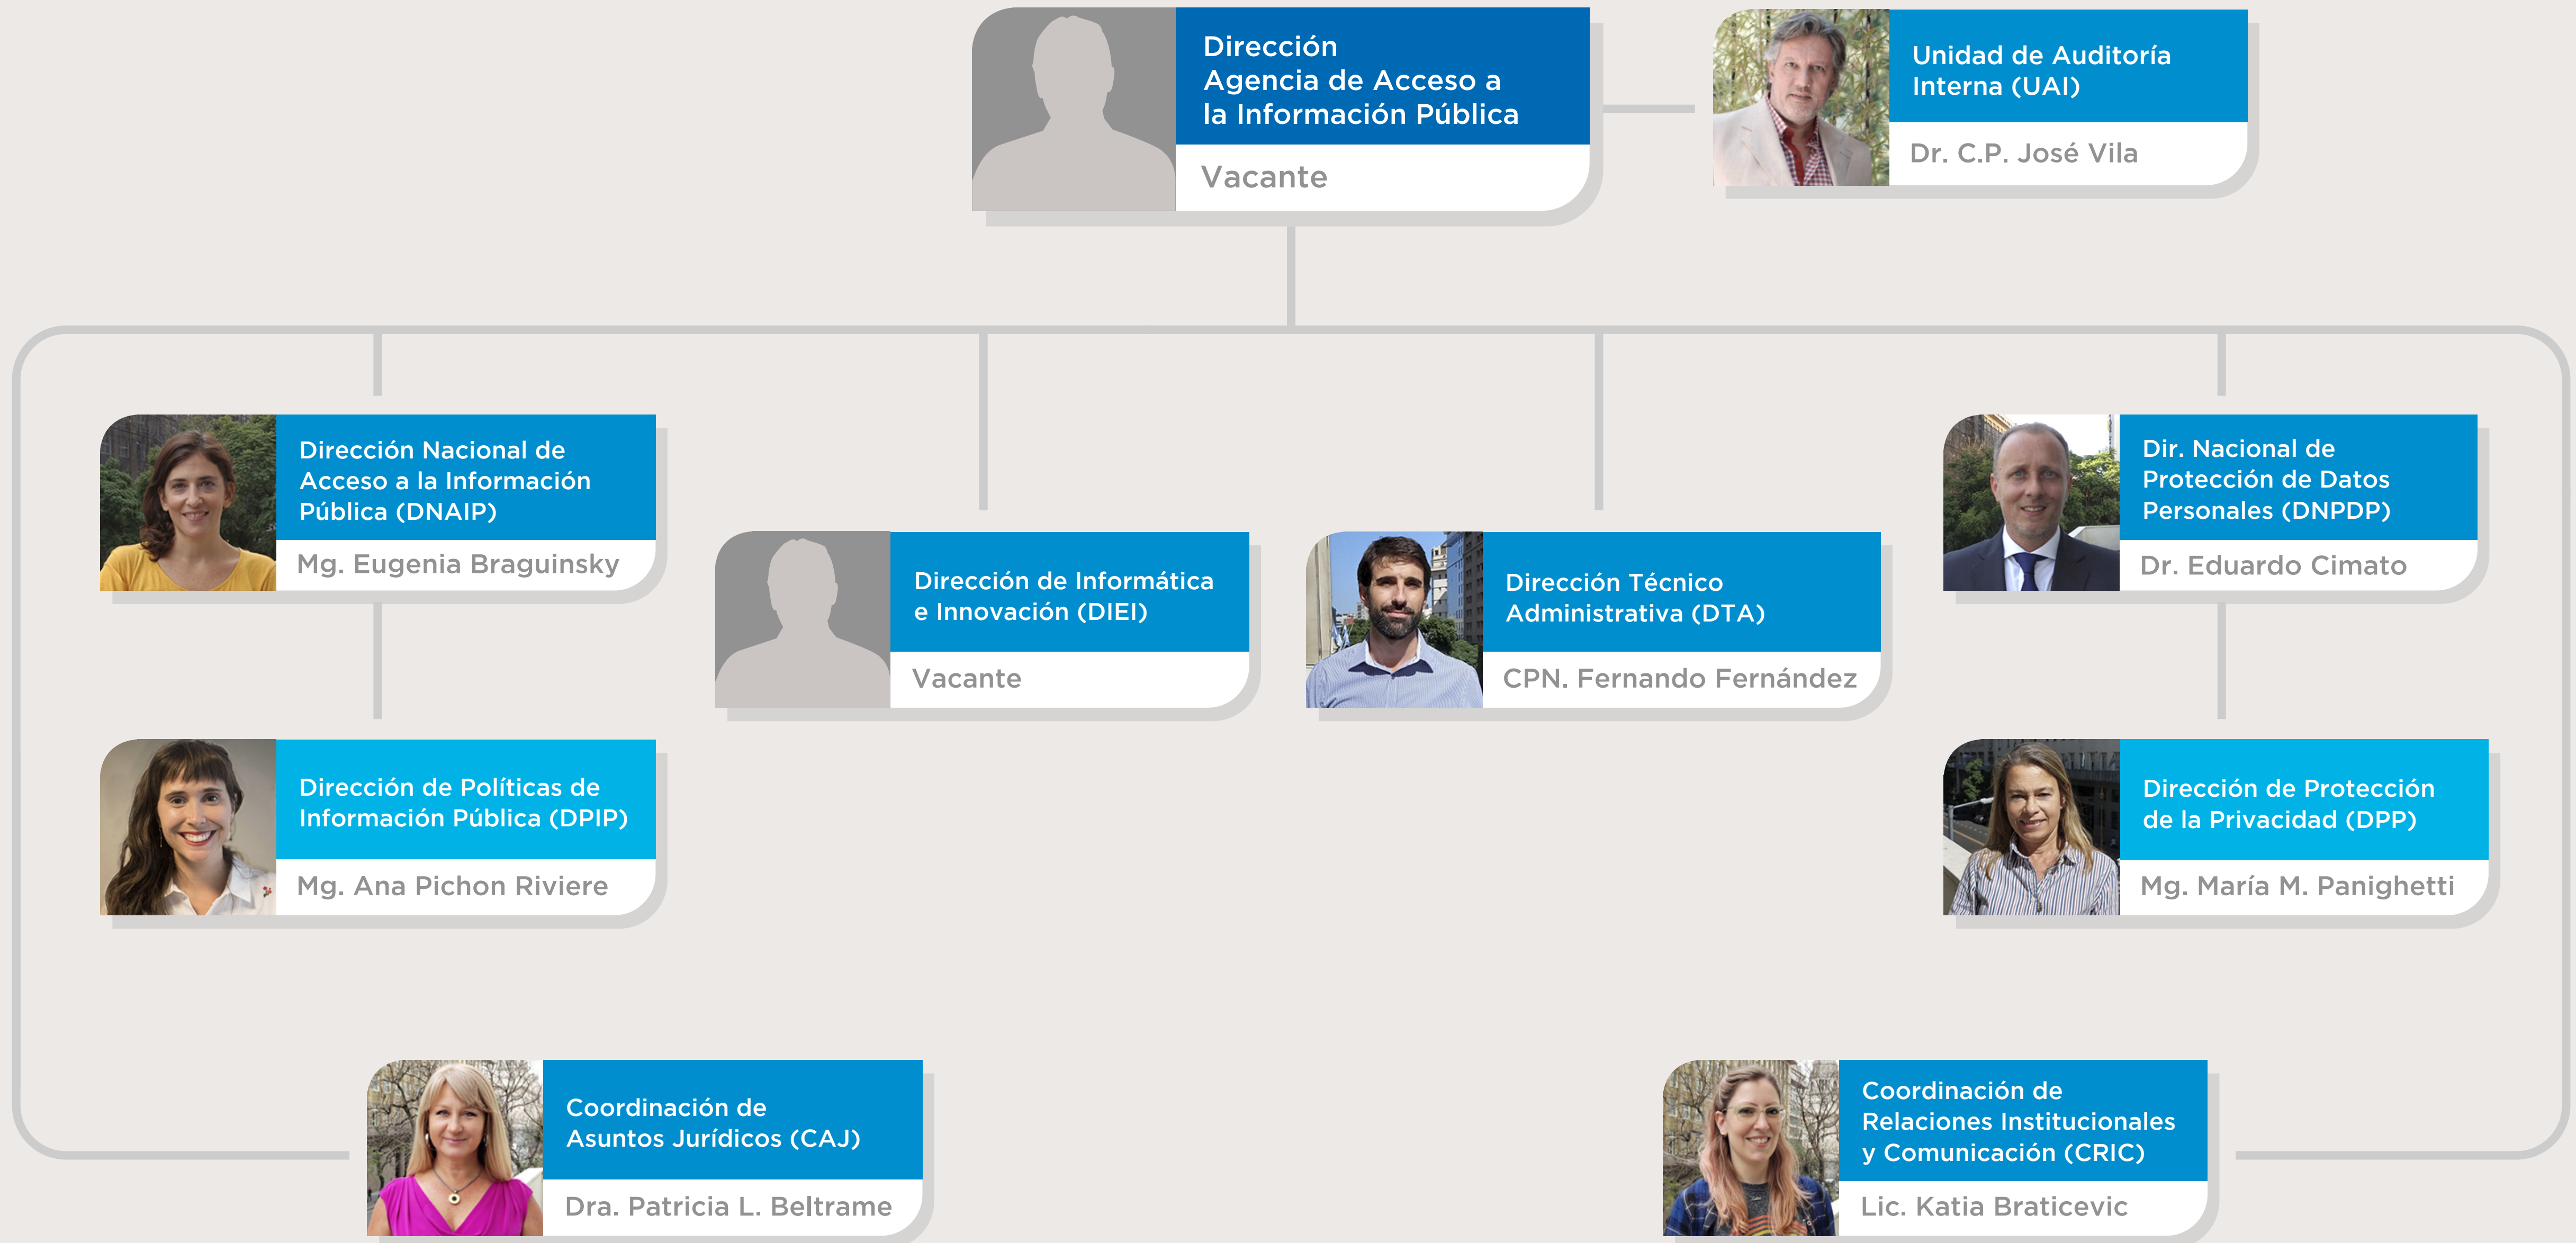 Dirección
Agencia de Acceso a
la Información Pública
Vacante
Unidad de Auditoría
Interna (UAI)
Dr. C.P. José Vila
Dirección Nacional de
Acceso a la Información
Pública (DNAIP)
Mg. Eugenia Braguinsky
Dirección de Informática
e Innovación (DIEI)
Vacante
Dirección Técnico
Administrativa (DTA)
CPN. Fernando Fernández
Dir. Nacional de
Protección de Datos
Personales (DNPDP)
Dr. Eduardo Cimato
Dirección de Políticas de
Información Pública (DPIP)
Mg. Ana Pichon Riviere
Dirección de Protección
de la Privacidad (DPP)
Mg. María M. Panighetti
Coordinación de
Asuntos Jurídicos (CAJ)
Dra. Patricia L. Beltrame
Coordinación de
Relaciones Institucionales
y Comunicación (CRIC)
Lic. Katia Braticevic